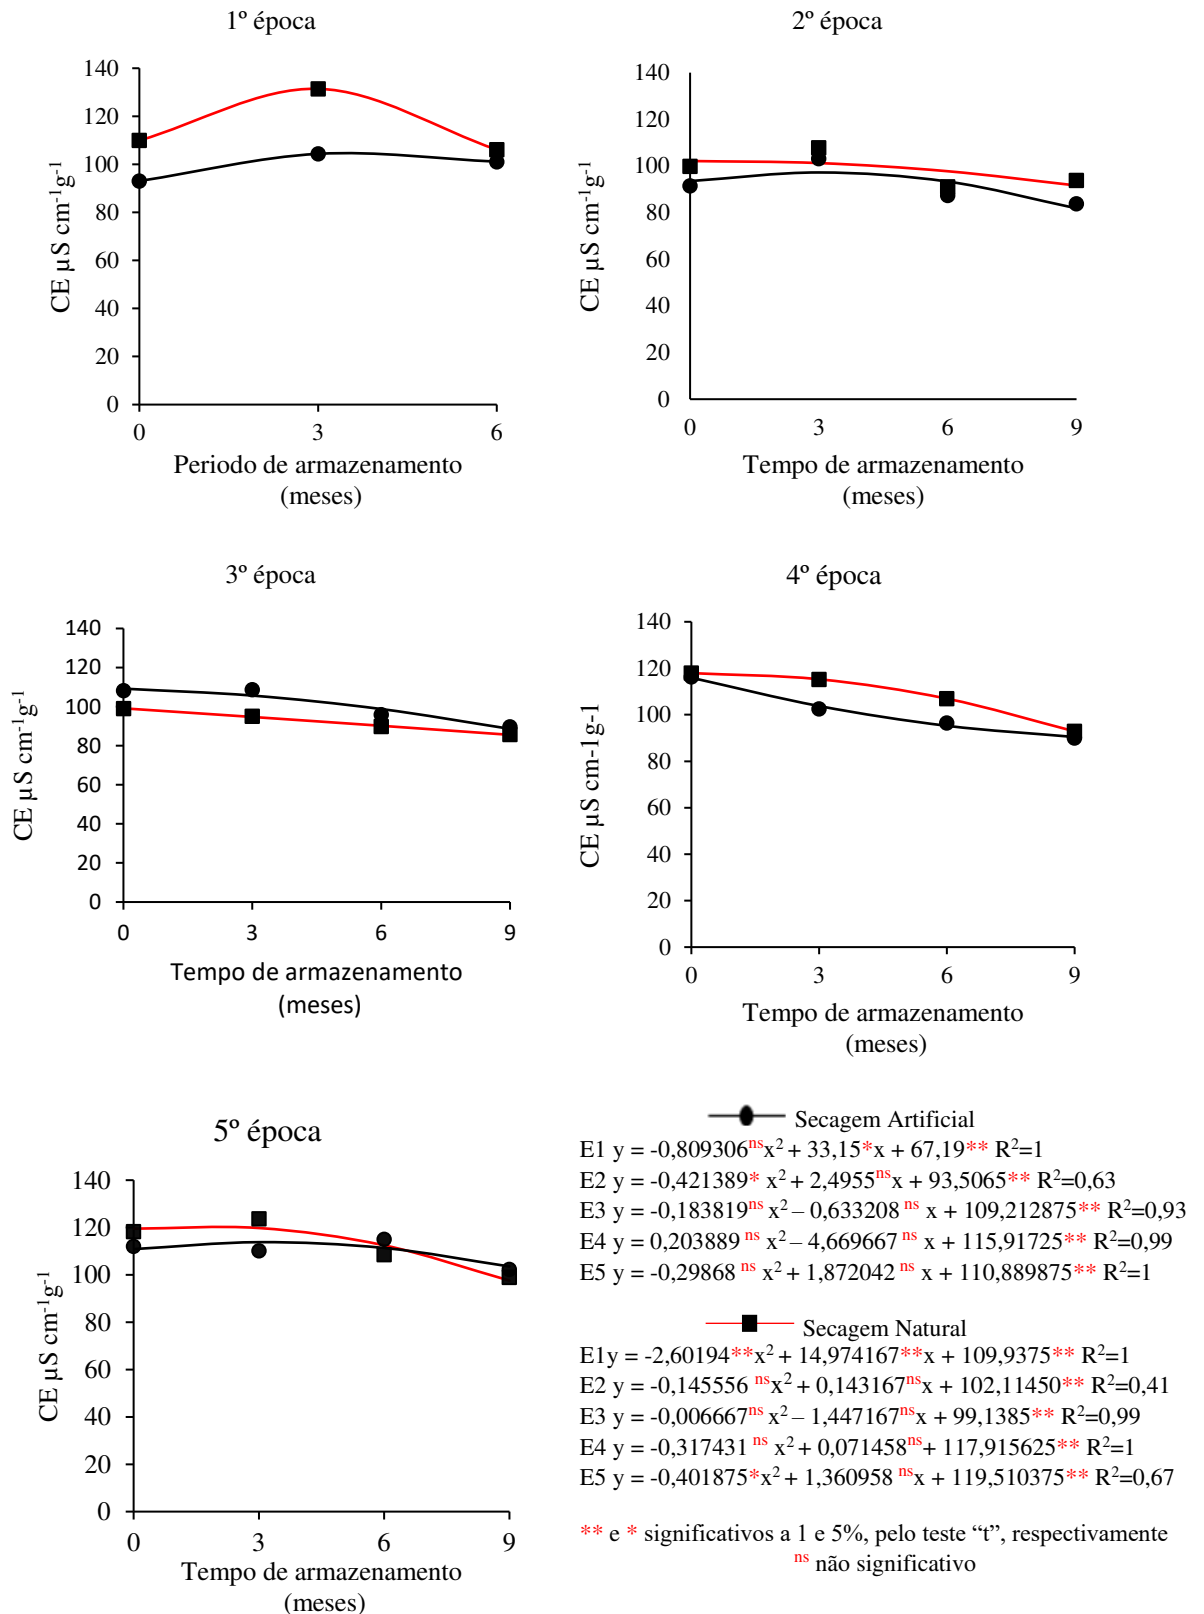 1º época
140
120
100
80
60
40
20
0
0 3 6
CE µS cm-1g-1
Periodo de armazenamento
(meses)
2º época
140
120
100
80
60
40
20
0
0 3 6 9
CE µS cm-1g-1
Tempo de armazenamento
(meses)
3º época
140
120
100
80
60
40
20
0
0 3 6 9
CE µS cm-1g-1
Tempo de armazenamento
(meses)
4º época
140
120
100
80
60
40
20
0
0 3 6 9
CE µS cm-1g-1
Tempo de armazenamento
(meses)
5º época
140
120
100
80
60
40
20
0
0 3 6 9
CE µS cm-1g-1
Tempo de armazenamento
(meses)
Secagem Artificial
E1 y = -0,809306nsx2 + 33,15*x + 67,19** R2=1
E2 y = -0,421389* x2 + 2,4955nsx + 93,5065** R2=0,63
E3 y = -0,183819ns x2 – 0,633208 ns x + 109,212875** R2=0,93
E4 y = 0,203889 ns x2 – 4,669667 ns x + 115,91725** R2=0,99
E5 y = -0,29868 ns x2 + 1,872042 ns x + 110,889875** R2=1
Secagem Natural
E1y = -2,60194**x2 + 14,974167**x + 109,9375** R2=1
E2 y = -0,145556 nsx2 + 0,143167nsx + 102,11450** R2=0,41
E3 y = -0,006667ns x2 – 1,447167nsx + 99,1385** R2=0,99
E4 y = -0,317431 ns x2 + 0,071458ns+ 117,915625** R2=1
E5 y = -0,401875*x2 + 1,360958 nsx + 119,510375** R2=0,67
** e * significativos a 1 e 5%, pelo teste “t”, respectivamente
ns não significativo